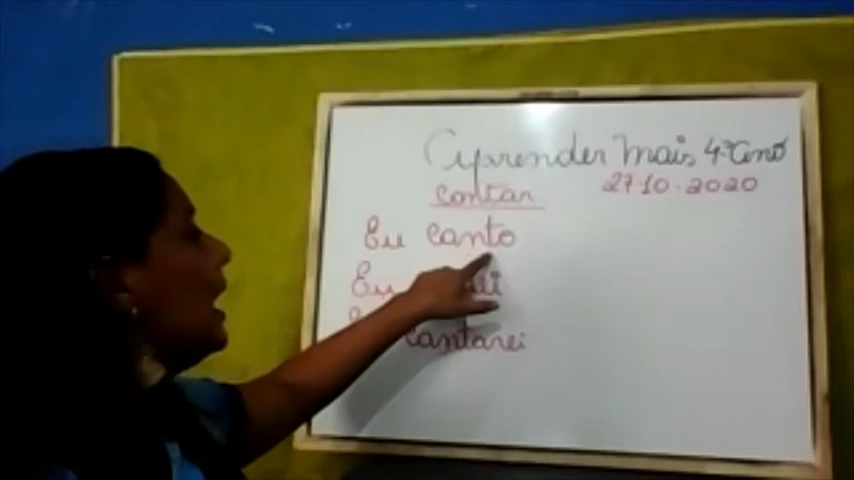 Aprender Mais 4º Ano
27.10.2020
cantar
Eu canto
Eu
cantarei